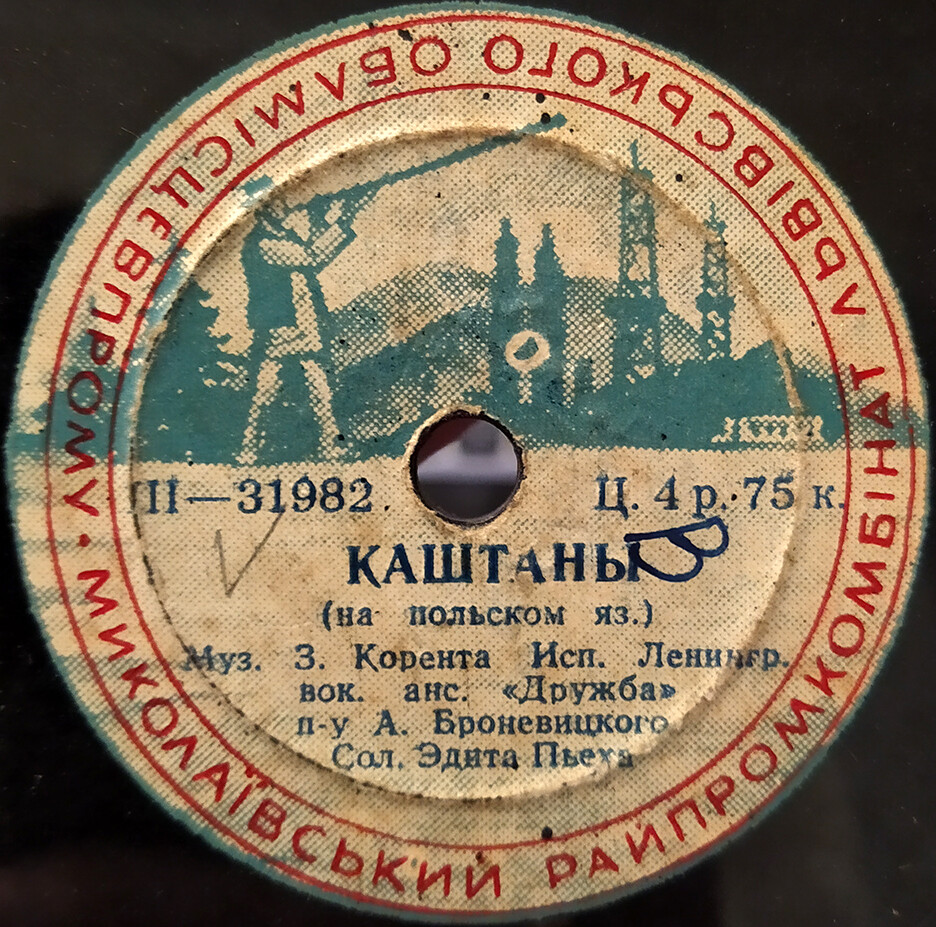 МИКОЛАЇВСЬКИЙ РАЙПРОМКОМБІНАТ ЛЬВІВСЬКОГО ОБЛМІСЦЕВПРОМУ •
П—31982. Ц. 4 р. 75 к.
КАШТАНЫ В
(на польском яз.)
Муз. З. Корента Исп. Ленингр.
вок. анс. «Дружба»
п-у А. Броневицкого
Сол. Эдита Пьеха